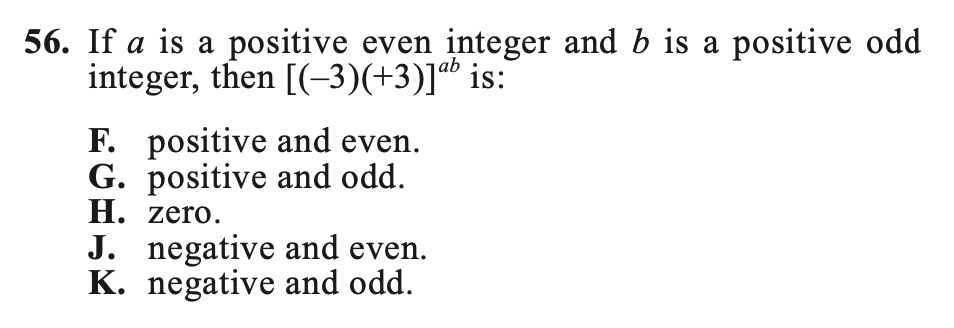 56. If a is a positive even integer and b is a positive odd
integer, then [(–3)(+3)]ᵃᵇ is:
F. positive and even.
G. positive and odd.
H. zero.
J. negative and even.
K. negative and odd.